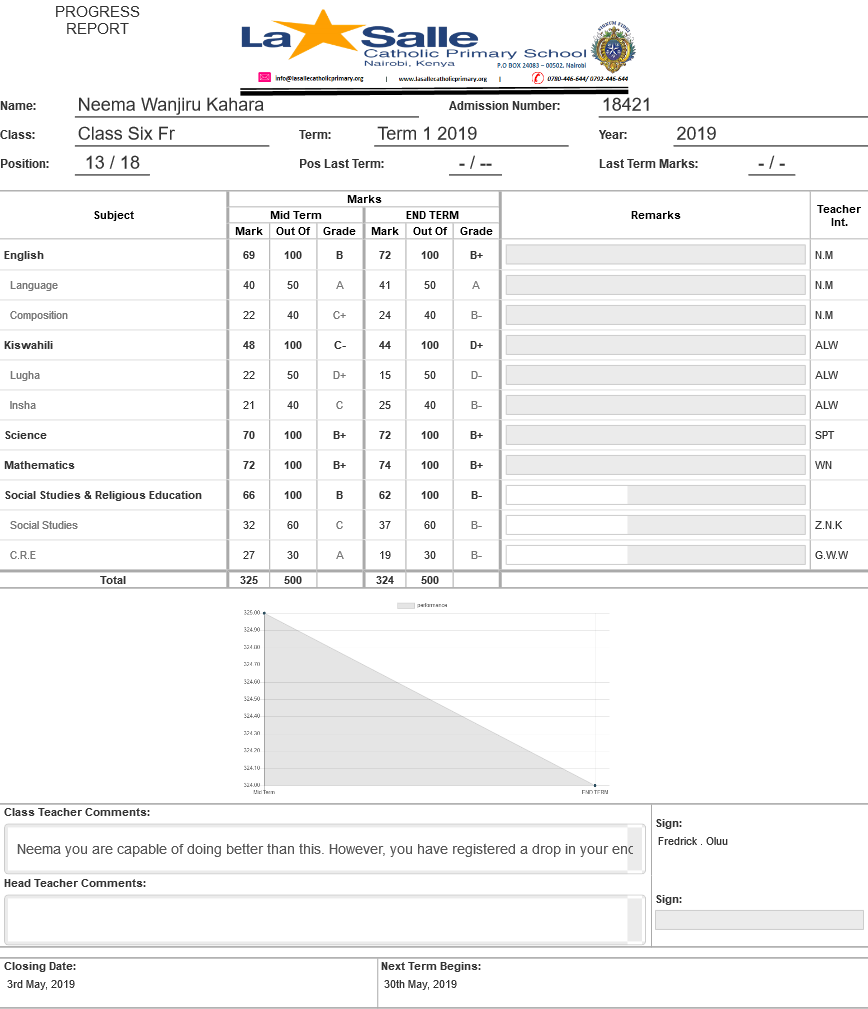 PROGRESS
REPORT
La Salle
Catholic Primary School
Nairobi, Kenya
P.O BOX 24083 – 00502, Nairobi
info@lasallecatholicprimary.org | www.lasallecatholicprimary.org | 0780-446-644/ 0792-446-644
Name: Neema Wanjiru Kahara Admission Number: 18421
Class: Class Six Fr Term: Term 1 2019 Year: 2019
Position: 13 / 18 Pos Last Term: - / -- Last Term Marks: - / -
Marks
Subject Mid Term END TERM Remarks Teacher Int.
Mark Out Of Grade Mark Out Of Grade
English 69 100 B 72 100 B+ N.M
Language 40 50 A 41 50 A N.M
Composition 22 40 C+ 24 40 B- N.M
Kiswahili 48 100 C- 44 100 D+ ALW
Lugha 22 50 D+ 15 50 D- ALW
Insha 21 40 C 25 40 B- ALW
Science 70 100 B+ 72 100 B+ SPT
Mathematics 72 100 B+ 74 100 B+ WN
Social Studies & Religious Education 66 100 B 62 100 B-
Social Studies 32 60 C 37 60 B- Z.N.K
C.R.E 27 30 A 19 30 B- G.W.W
Total 325 500 324 500
performance
325.00
324.90
324.80
324.70
324.60
324.50
324.40
324.30
324.20
324.10
324.00
Mid Term END TERM
Class Teacher Comments:
Neema you are capable of doing better than this. However, you have registered a drop in your end
Sign:
Fredrick . Oluu
Head Teacher Comments:
Sign:
Closing Date: Next Term Begins:
3rd May, 2019 30th May, 2019